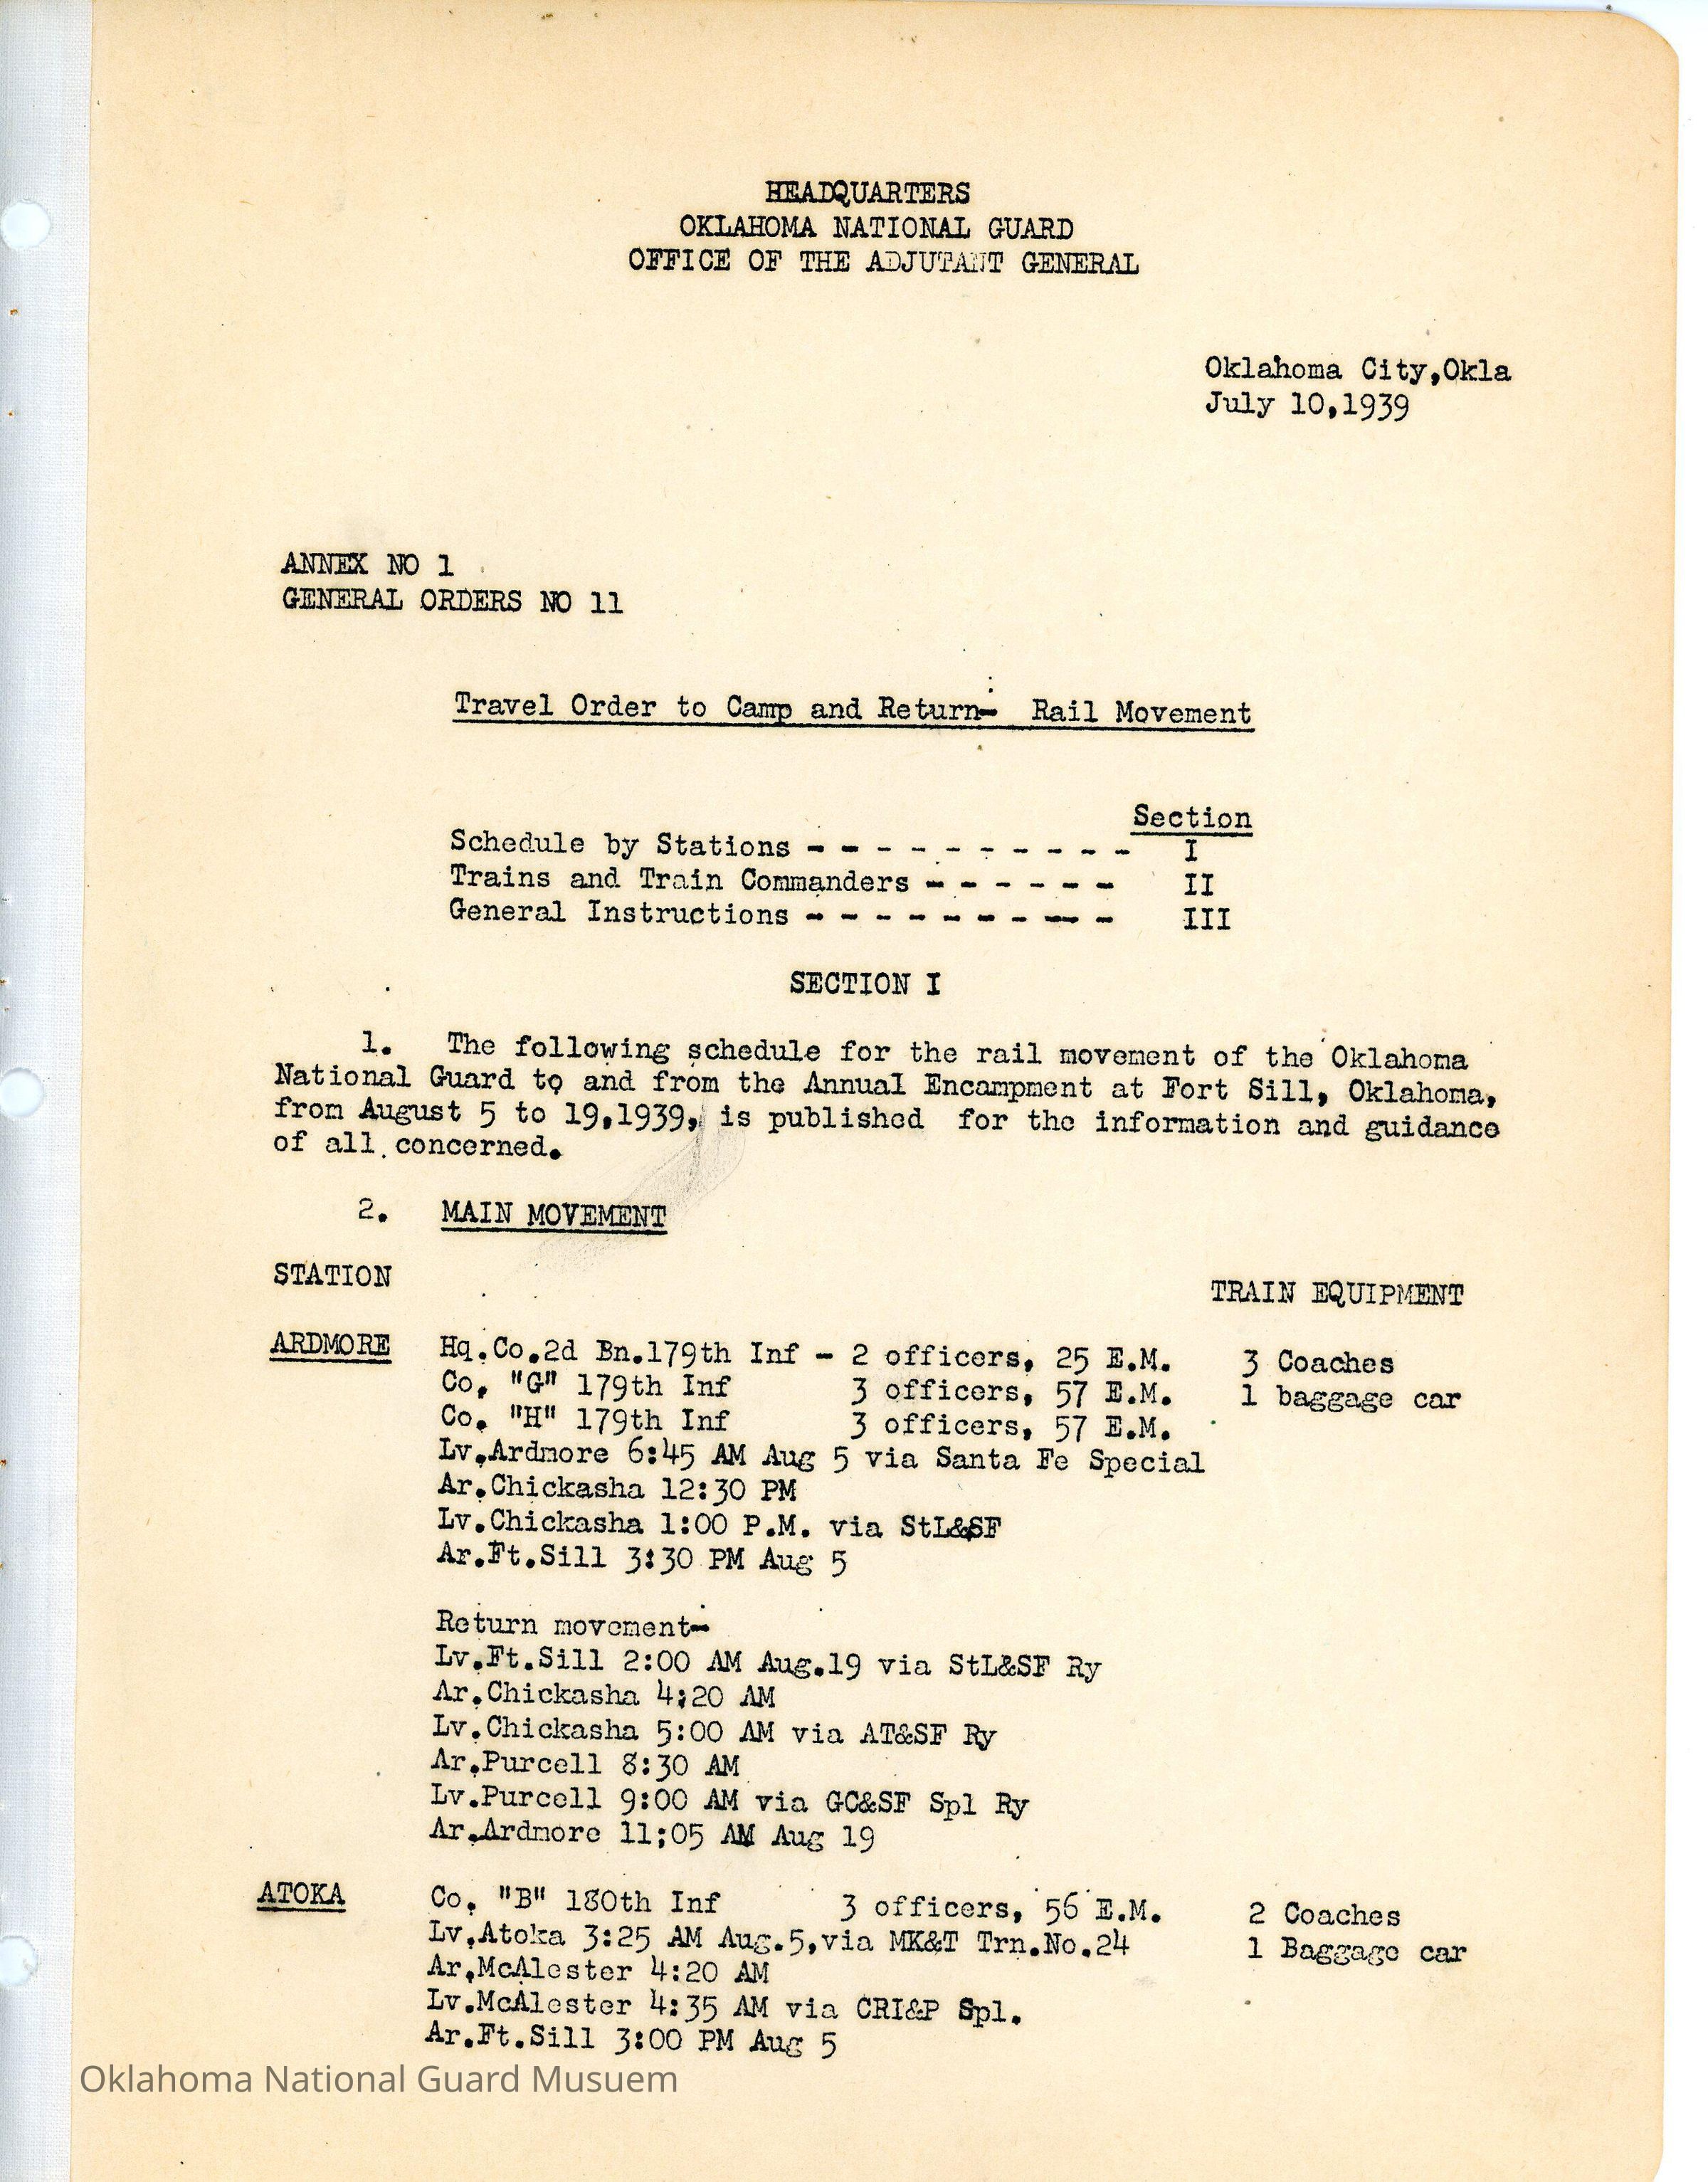 HEADQUARTERS
OKLAHOMA NATIONAL GUARD
OFFICE OF THE ADJUTANT GENERAL
Oklahoma City,Okla
July 10,1939
ANNEX NO 1
GENERAL ORDERS NO 11
Travel Order to Camp and Return- Rail Movement
Section
Schedule by Stations - - - - - - - - - - I
Trains and Train Commanders - - - - - - II
General Instructions - - - - - - - - - III
SECTION I
1. The following schedule for the rail movement of the Oklahoma
National Guard to and from the Annual Encampment at Fort Sill, Oklahoma,
from August 5 to 19,1939, is published for the information and guidance
of all concerned.
2. MAIN MOVEMENT
STATION TRAIN EQUIPMENT
ARDMORE Hq.Co.2d Bn.179th Inf - 2 officers, 25 E.M. 3 Coaches
Co. "G" 179th Inf 3 officers, 57 E.M. 1 baggage car
Co. "H" 179th Inf 3 officers, 57 E.M.
Lv.Ardmore 6:45 AM Aug 5 via Santa Fe Special
Ar.Chickasha 12:30 PM
Lv.Chickasha 1:00 P.M. via StL&SF
Ar.Ft.Sill 3:30 PM Aug 5
Return movement-
Lv.Ft.Sill 2:00 AM Aug.19 via StL&SF Ry
Ar.Chickasha 4;20 AM
Lv.Chickasha 5:00 AM via AT&SF Ry
Ar.Purcell 8:30 AM
Lv.Purcell 9:00 AM via GC&SF Spl Ry
Ar.Ardmore 11;05 AM Aug 19
ATOKA Co. "B" 180th Inf 3 officers, 56 E.M. 2 Coaches
Lv.Atoka 3:25 AM Aug.5,via MK&T Trn.No.24 1 Baggage car
Ar.McAlester 4:20 AM
Lv.McAlester 4:35 AM via CRI&P Spl.
Ar.Ft.Sill 3:00 PM Aug 5
Oklahoma National Guard Musuem